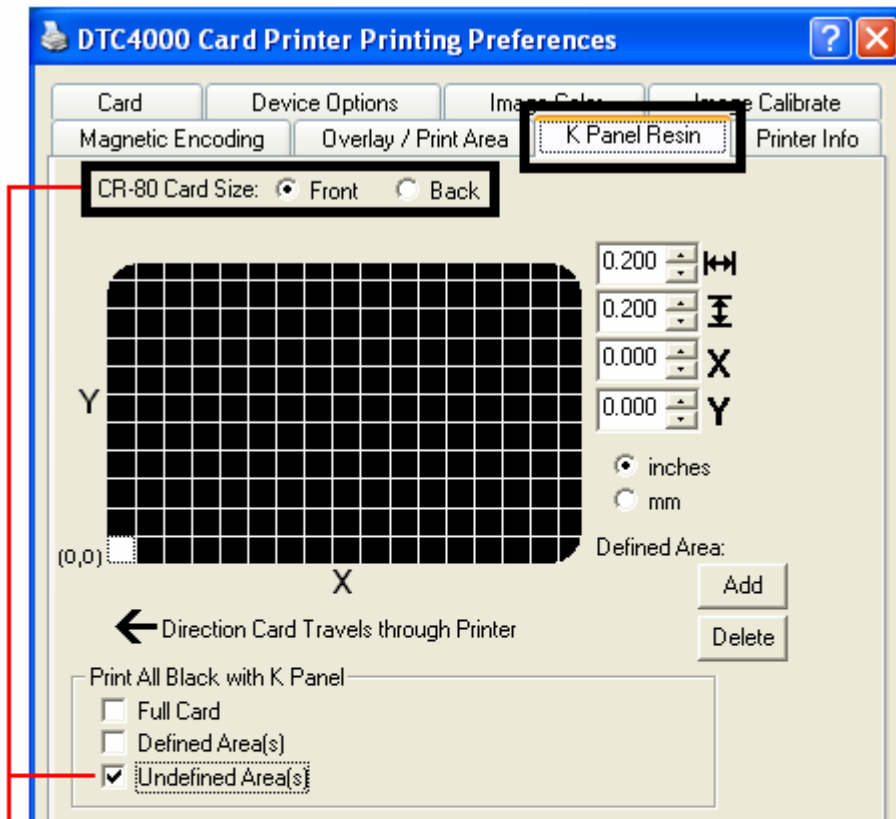 DTC4000 Card Printer Printing Preferences
Card Device Options Image Color Image Calibrate
Magnetic Encoding Overlay / Print Area K Panel Resin Printer Info
CR-80 Card Size: Front Back
0.200
0.200
0.000 X
0.000 Y
Y
inches
mm
(0,0)
Defined Area:
X
Add
Direction Card Travels through Printer
Delete
Print All Black with K Panel
Full Card
Defined Area(s)
Undefined Area(s)